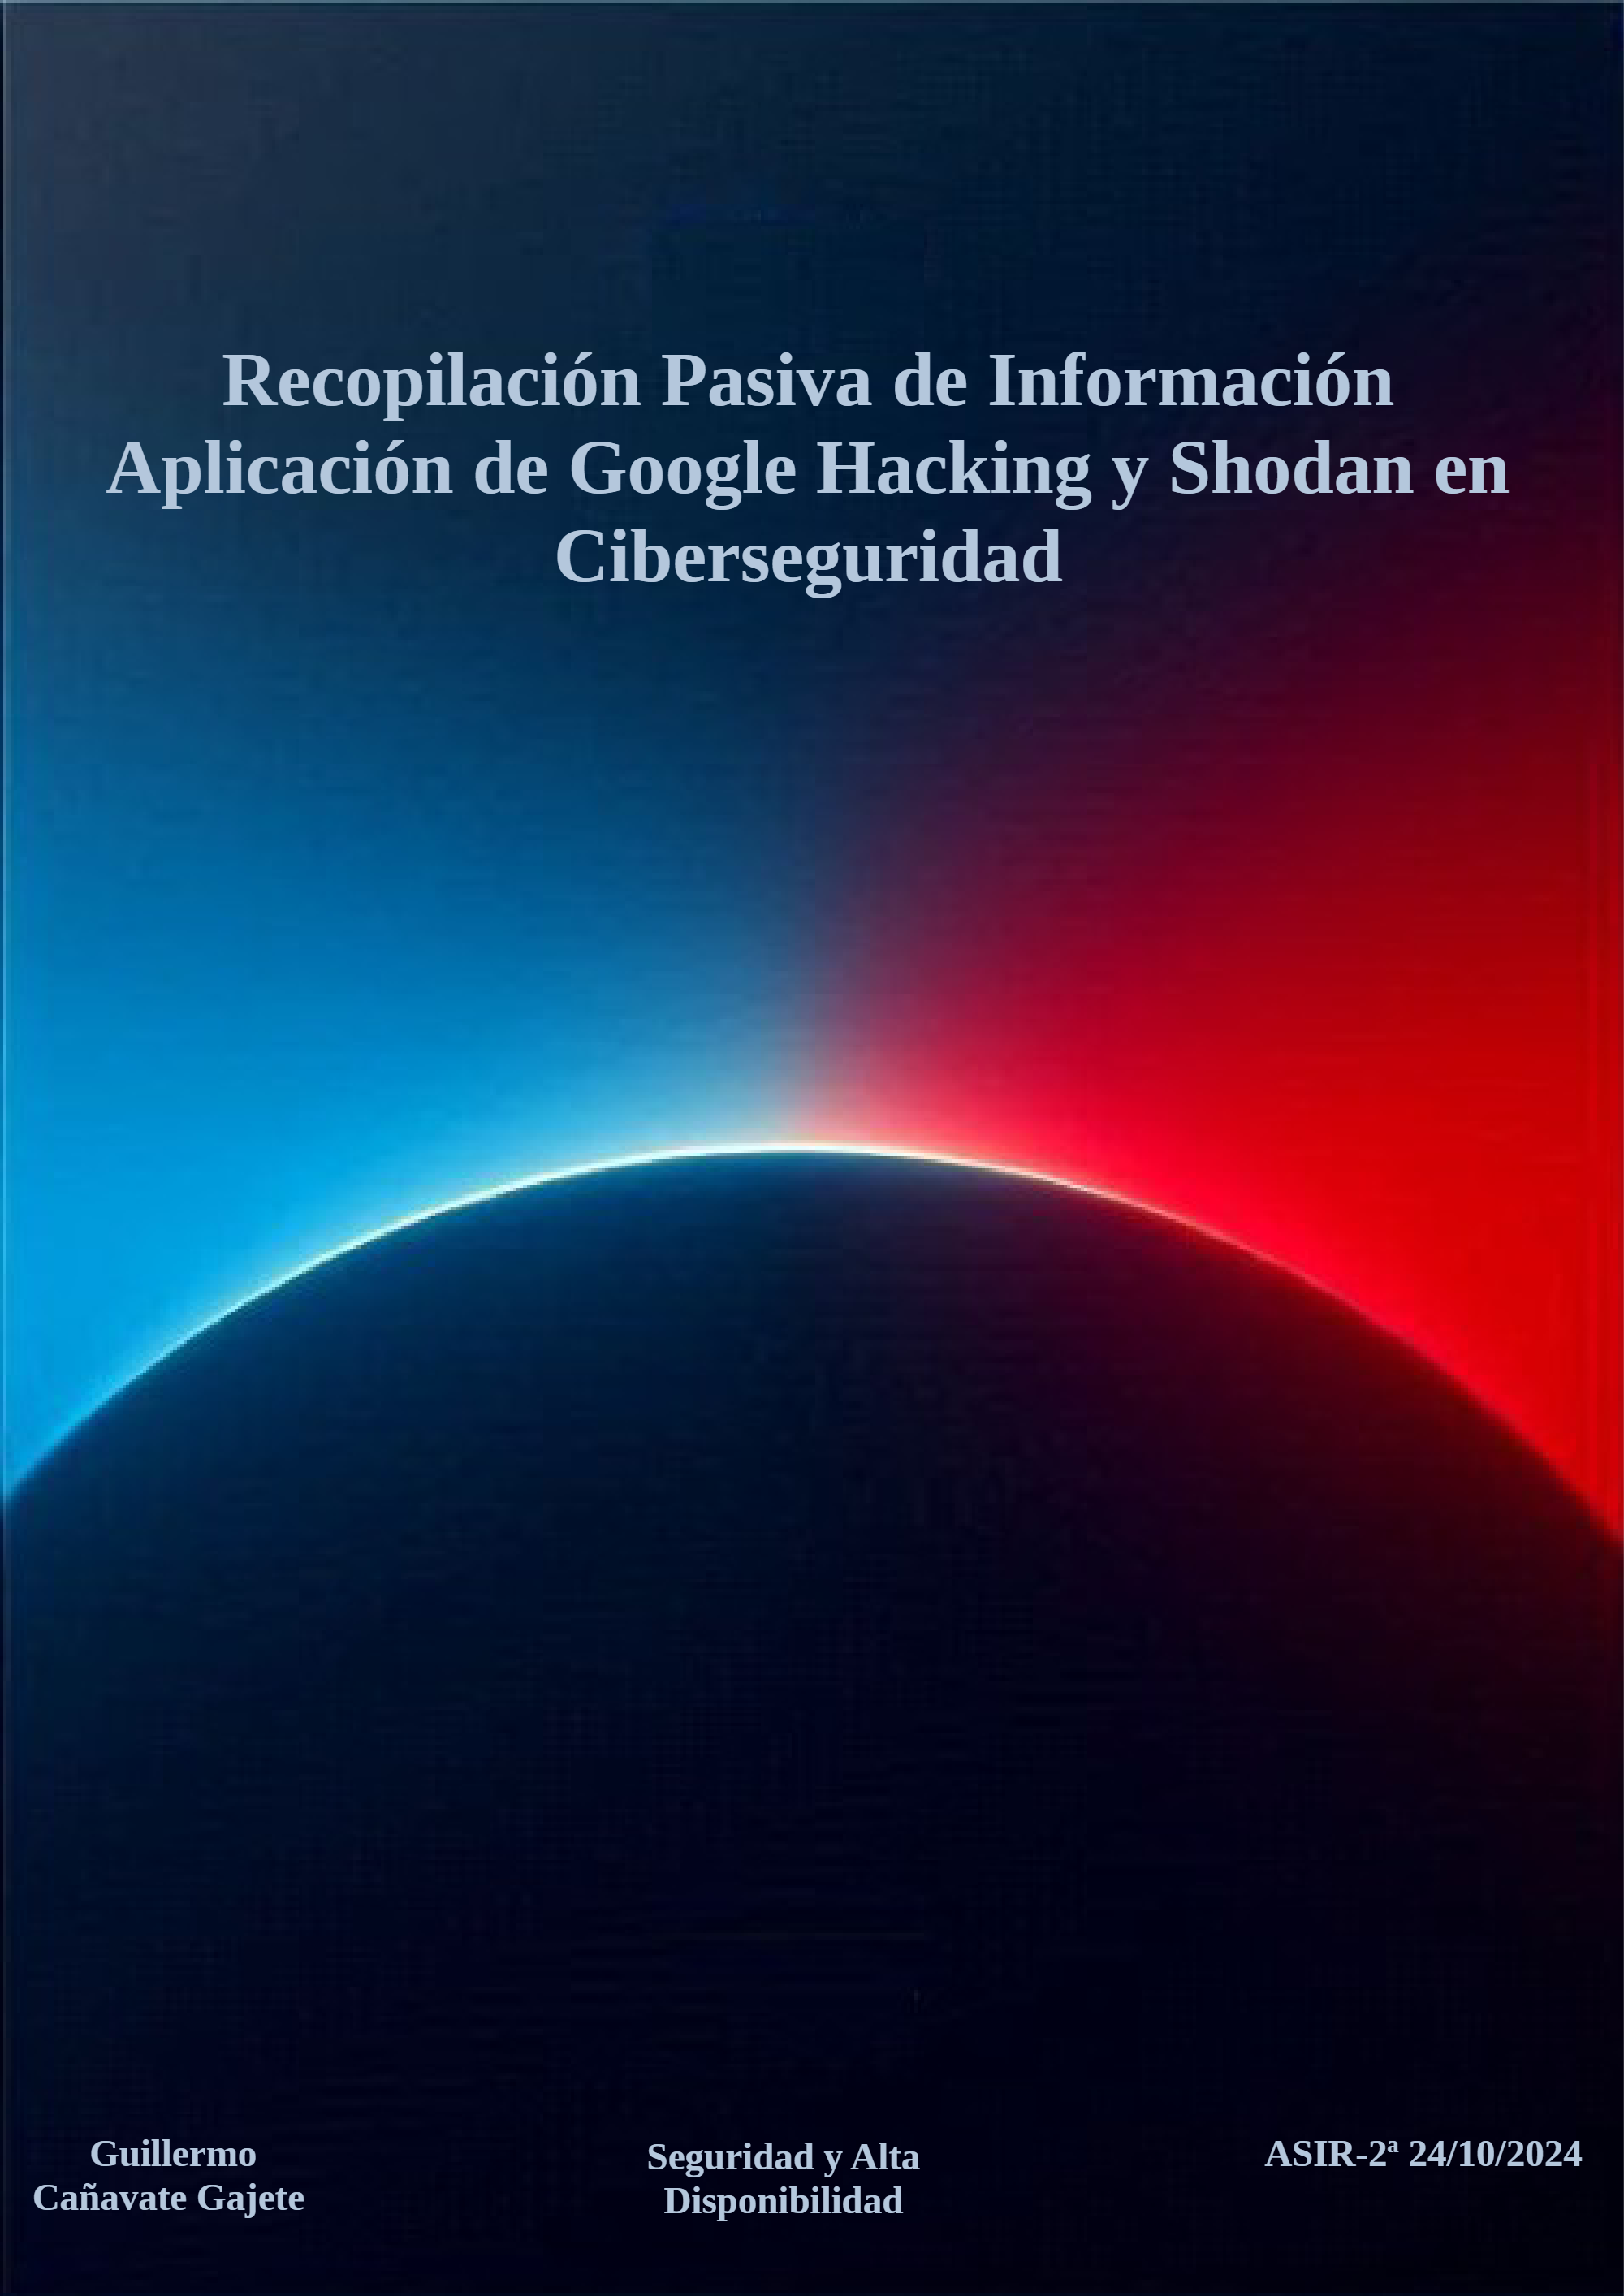 Recopilación Pasiva de Información
Aplicación de Google Hacking y Shodan en
Ciberseguridad
Guillermo
Cañavate Gajete
Seguridad y Alta
Disponibilidad
ASIR-2ª 24/10/2024